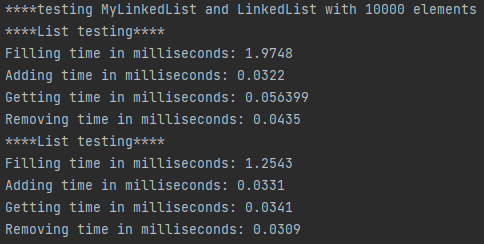 ****testing MyLinkedList and LinkedList with 10000 elements
****List testing****
Filling time in milliseconds: 1.9748
Adding time in milliseconds: 0.0322
Getting time in milliseconds: 0.056399
Removing time in milliseconds: 0.0435
****List testing****
Filling time in milliseconds: 1.2543
Adding time in milliseconds: 0.0331
Getting time in milliseconds: 0.0341
Removing time in milliseconds: 0.0309